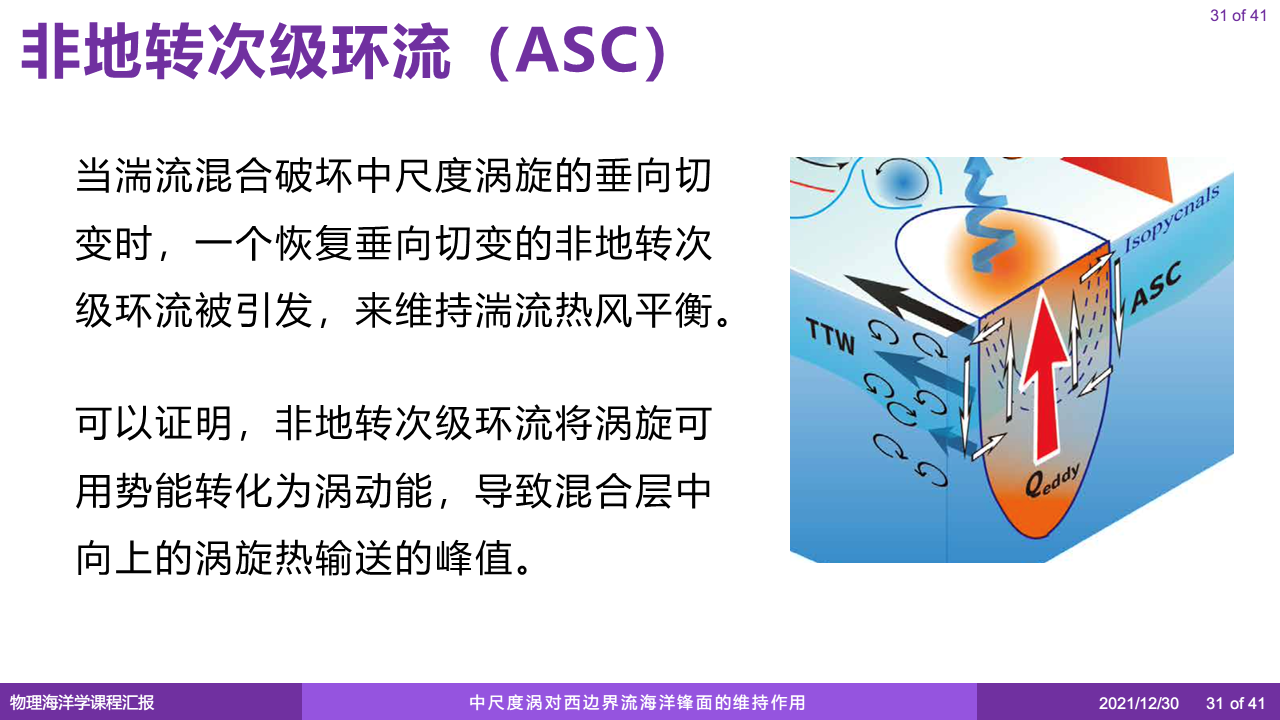 31 of 41
非地转次级环流（ASC）
当湍流混合破坏中尺度涡旋的垂向切
变时，一个恢复垂向切变的非地转次
级环流被引发，来维持湍流热风平衡。
可以证明，非地转次级环流将涡旋可
用势能转化为涡动能，导致混合层中
向上的涡旋热输送的峰值。
Isopycnals
ASC
TTW
Qeddy
物理海洋学课程汇报
中尺度涡对西边界流海洋锋面的维持作用
2021/12/30
31 of 41